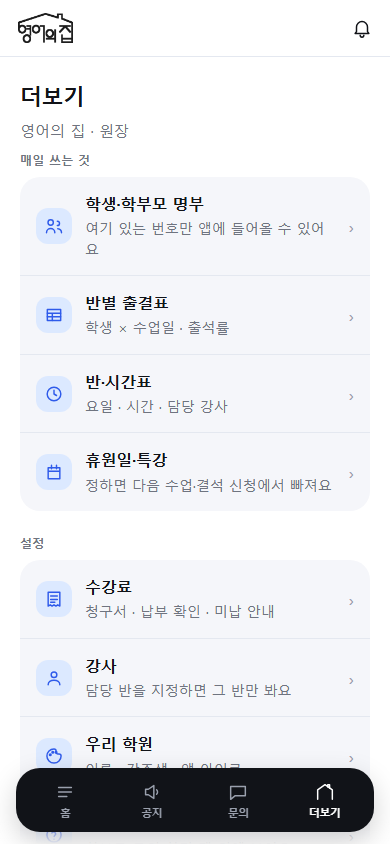 영어의집
더보기
영어의 집 · 원장
매일 쓰는 것
학생·학부모 명부
여기 있는 번호만 앱에 들어올 수 있어
요
반별 출결표
학생 × 수업일 · 출석률
반·시간표
요일 · 시간 · 담당 강사
휴원일·특강
정하면 다음 수업·결석 신청에서 빠져요
설정
수강료
청구서 · 납부 확인 · 미납 안내
강사
담당 반을 지정하면 그 반만 봐요
우리 학원
홈
공지
문의
더보기